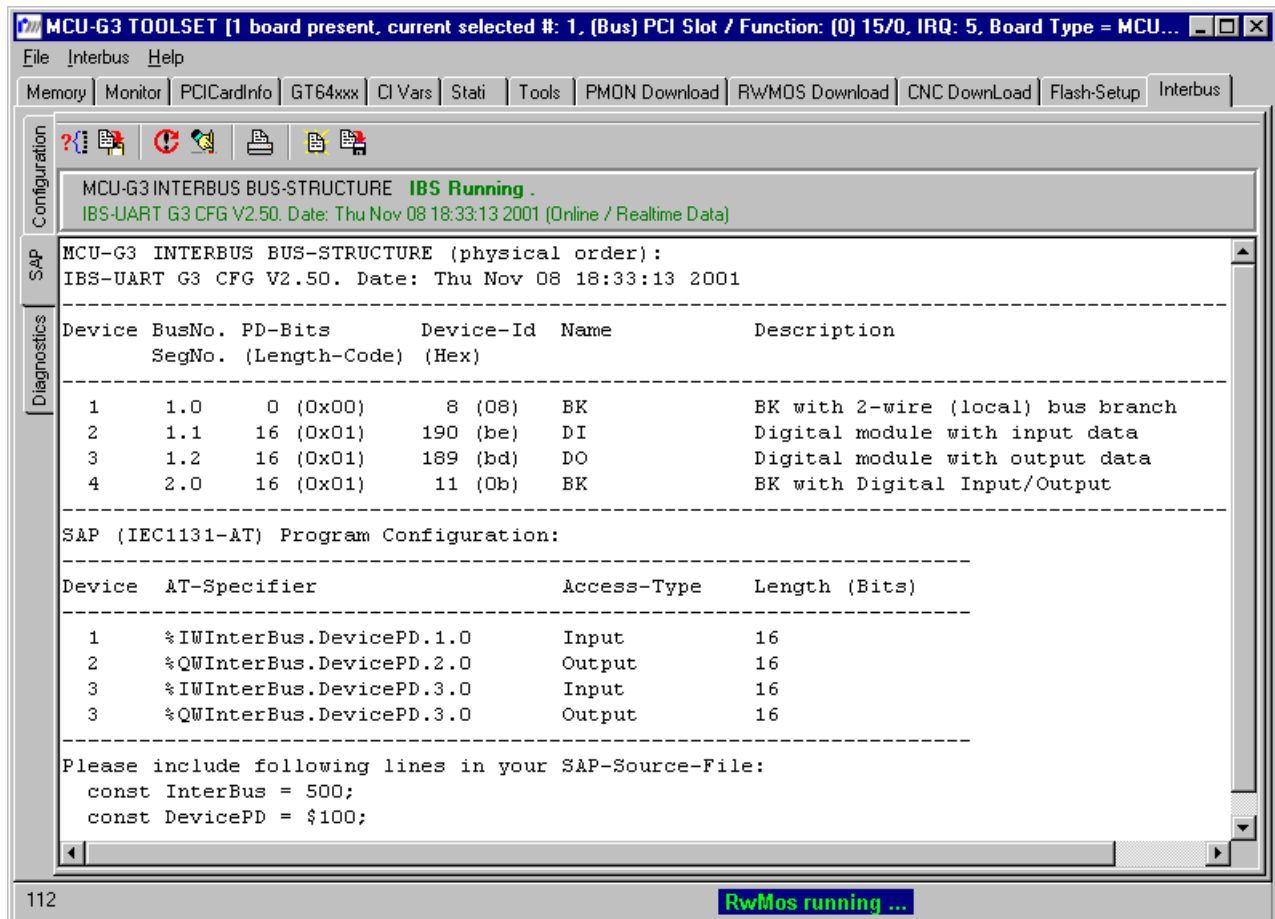 MCU-G3 TOOLSET [1 board present, current selected #: 1, (Bus) PCI Slot / Function: (0) 15/0, IRQ: 5, Board Type = MCU...
File Interbus Help
Memory Monitor PCICardInfo GT64xxx CI Vars Stati Tools PMON Download RWMOS Download CNC DownLoad Flash-Setup Interbus
Configuration
SAP
Diagnostics
MCU-G3 INTERBUS BUS-STRUCTURE IBS Running .
IBS-UART G3 CFG V2.50. Date: Thu Nov 08 18:33:13 2001 (Online / Realtime Data)
MCU-G3 INTERBUS BUS-STRUCTURE (physical order):
IBS-UART G3 CFG V2.50. Date: Thu Nov 08 18:33:13 2001
Device BusNo. PD-Bits Device-Id Name Description
SegNo. (Length-Code) (Hex)
1 1.0 0 (0x00) 8 (08) BK BK with 2-wire (local) bus branch
2 1.1 16 (0x01) 190 (be) DI Digital module with input data
3 1.2 16 (0x01) 189 (bd) DO Digital module with output data
4 2.0 16 (0x01) 11 (0b) BK BK with Digital Input/Output
SAP (IEC1131-AT) Program Configuration:
Device AT-Specifier Access-Type Length (Bits)
1 %IWInterBus.DevicePD.1.0 Input 16
2 %QWInterBus.DevicePD.2.0 Output 16
3 %IWInterBus.DevicePD.3.0 Input 16
3 %QWInterBus.DevicePD.3.0 Output 16
Please include following lines in your SAP-Source-File:
const InterBus = 500;
const DevicePD = $100;
112
RwMos running ...